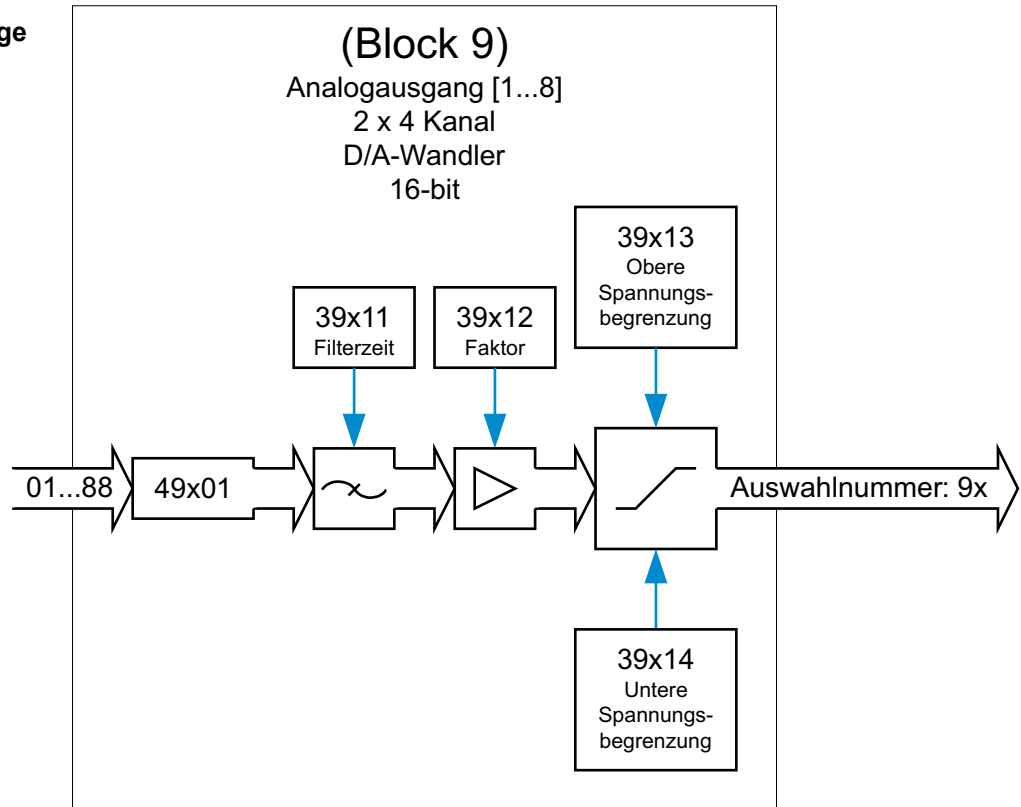 (Block 9)
Analogausgang [1...8]
2 x 4 Kanal
D/A-Wandler
16-bit
39x13
Obere
Spannungs-
begrenzung
39x11
Filterzeit
39x12
Faktor
01...88
49x01
Auswahlnummer: 9x
39x14
Untere
Spannungs-
begrenzung